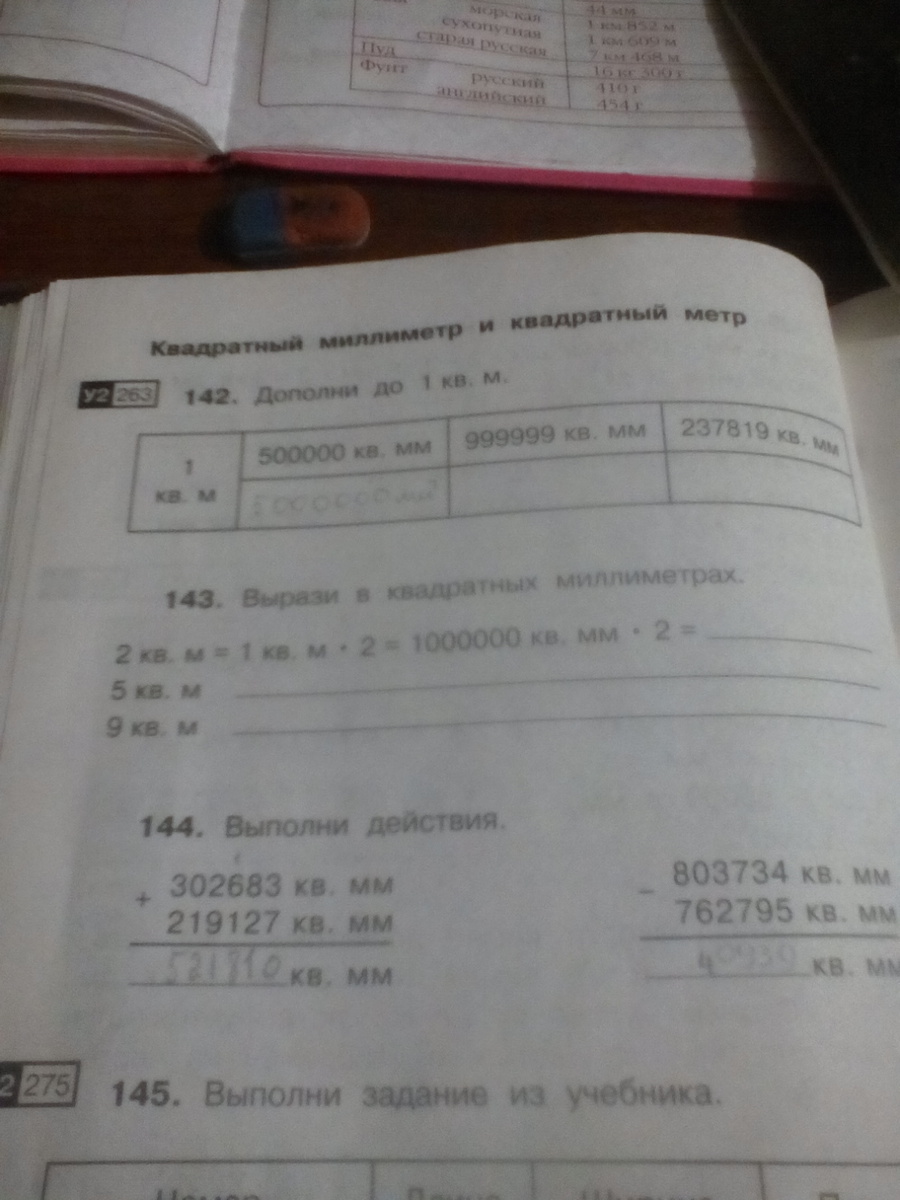 морская 44 мм
сухопутная 1 км 852 м
старая русская 1 км 609 м
Пуд 7 км 468 м
Фунт 16 кг 300 г
русский 410 г
английский 454 г
Квадратный миллиметр и квадратный метр
У2 263 142. Дополни до 1 кв. м.
1 кв. м
500000 кв. мм 999999 кв. мм 237819 кв. мм
143. Вырази в квадратных миллиметрах.
2 кв. м = 1 кв. м · 2 = 1000000 кв. мм · 2 =
5 кв. м
9 кв. м
144. Выполни действия.
+ 302683 кв. мм − 803734 кв. мм
219127 кв. мм 762795 кв. мм
521810 кв. мм 40939 кв. мм
2 275 145. Выполни задание из учебника.